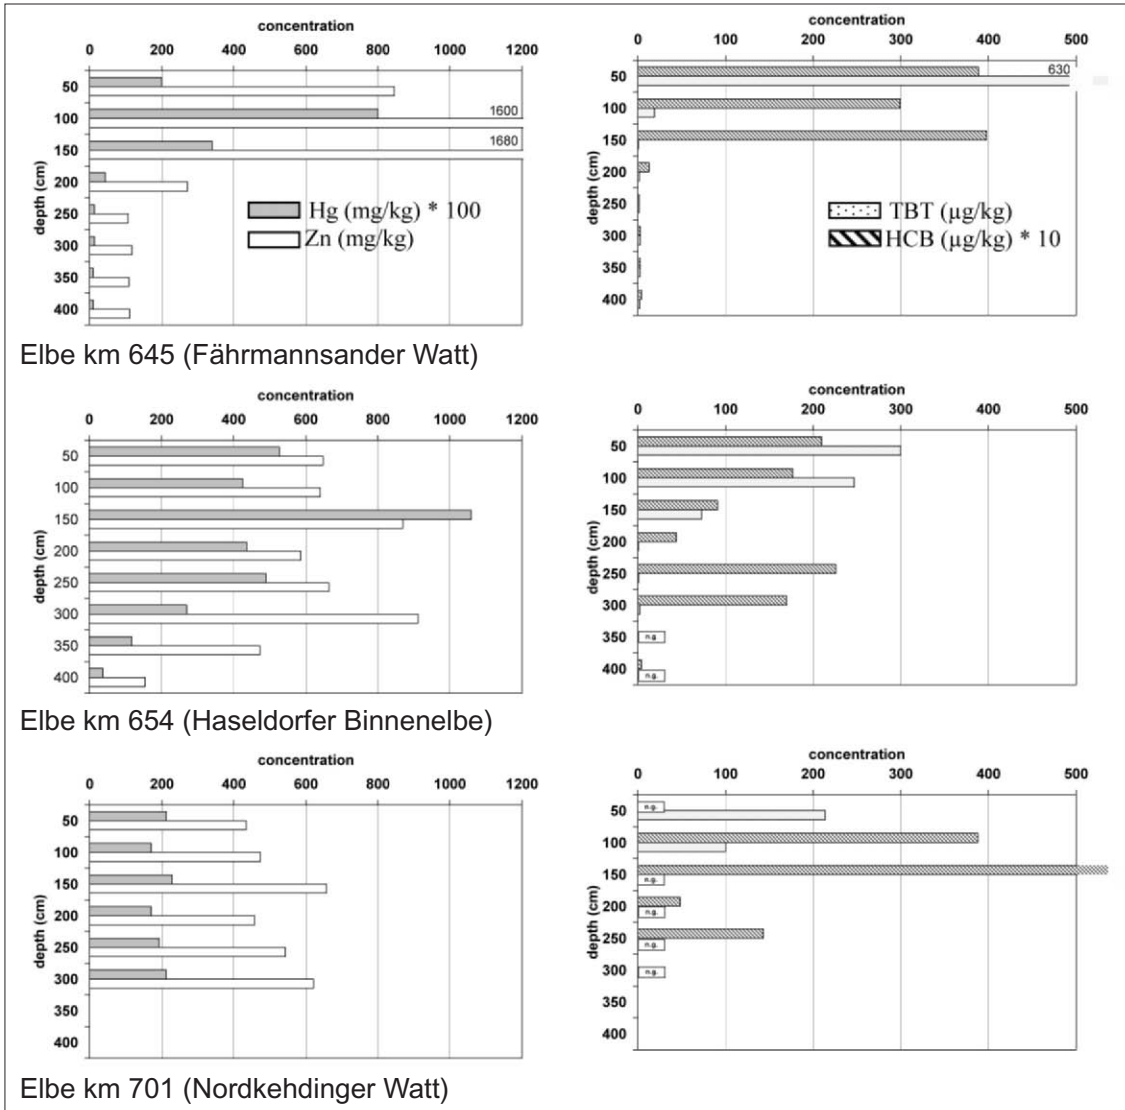 concentration
0 200 400 600 800 1000 1200
depth (cm)
50
100 1600
150 1680
200
250
300
350
400
Hg (mg/kg) * 100
Zn (mg/kg)
concentration
0 100 200 300 400 500
depth (cm)
50 630
100
150
200
250
300
350
400
TBT (µg/kg)
HCB (µg/kg) * 10
Elbe km 645 (Fährmannsander Watt)
concentration
0 200 400 600 800 1000 1200
depth (cm)
50
100
150
200
250
300
350
400
concentration
0 100 200 300 400 500
depth (cm)
50
100
150
200
250
300
350 n.g.
400 n.g.
Elbe km 654 (Haseldorfer Binnenelbe)
concentration
0 200 400 600 800 1000 1200
depth (cm)
50
100
150
200
250
300
350
400
concentration
0 100 200 300 400 500
depth (cm)
50 n.g.
100
150 n.g.
200 n.g.
250 n.g.
300 n.g.
350
400
Elbe km 701 (Nordkehdinger Watt)